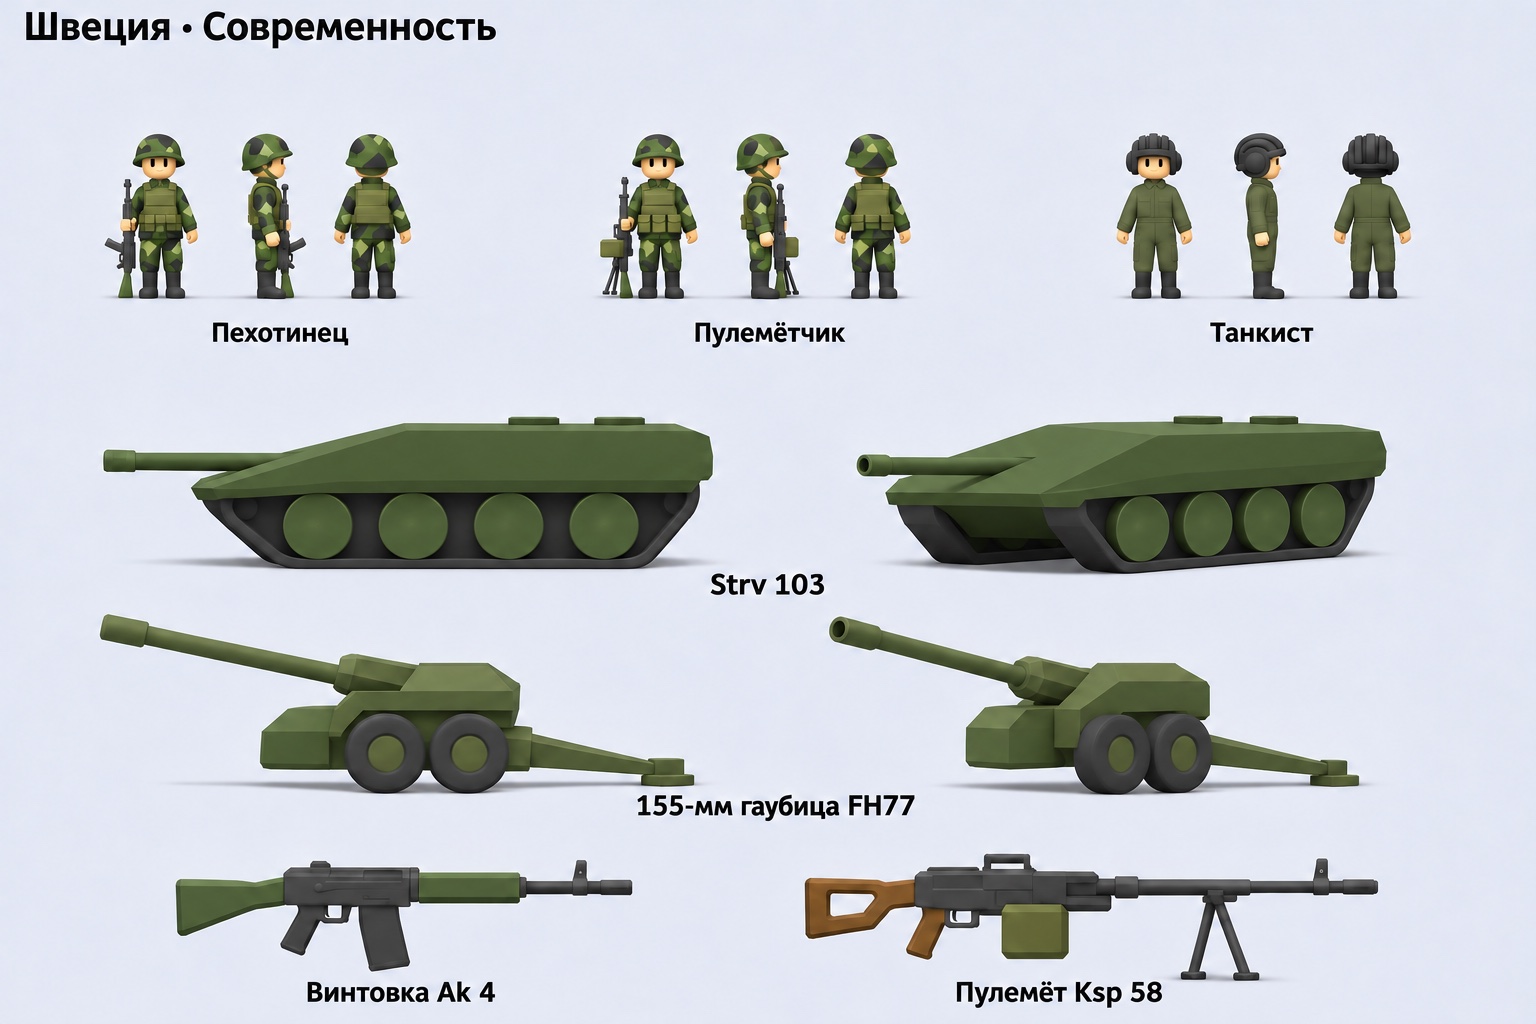 Швеция • Современность
Пехотинец
Пулемётчик
Танкист
Strv 103
155-мм гаубица FH77
Винтовка Ak 4
Пулемёт Ksp 58